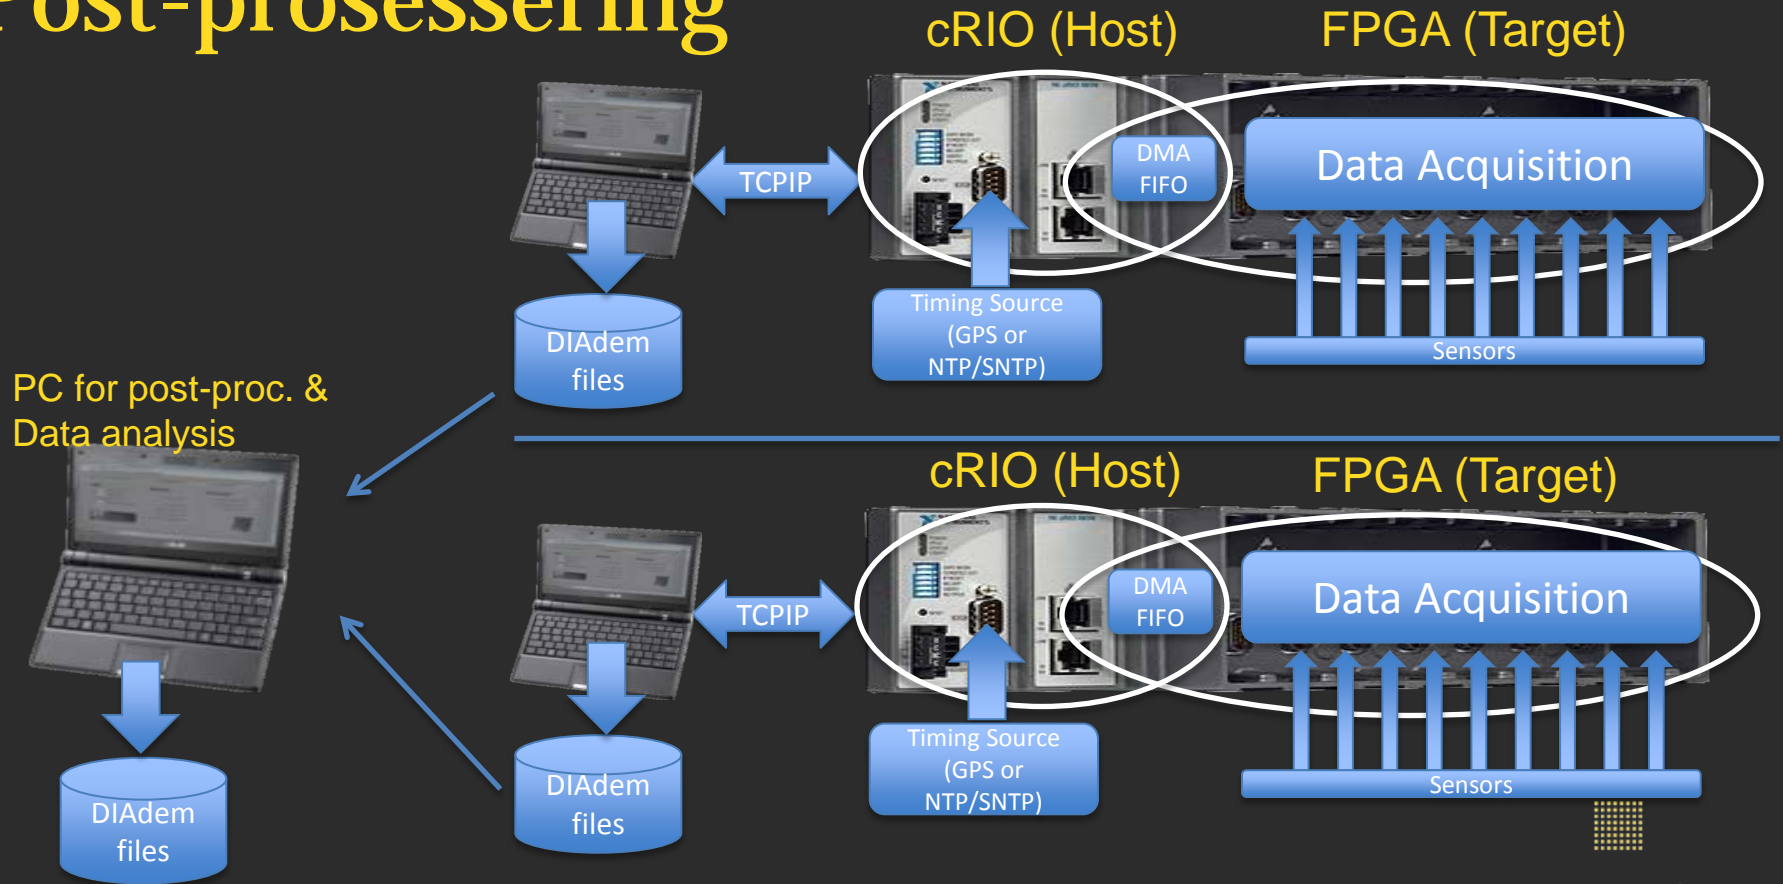 Post-prosessering
cRIO (Host)
FPGA (Target)
TCPIP
DMA
FIFO
Data Acquisition
DIAdem
files
Timing Source
(GPS or
NTP/SNTP)
Sensors
PC for post-proc. &
Data analysis
cRIO (Host)
FPGA (Target)
TCPIP
DMA
FIFO
Data Acquisition
DIAdem
files
Timing Source
(GPS or
NTP/SNTP)
Sensors
DIAdem
files